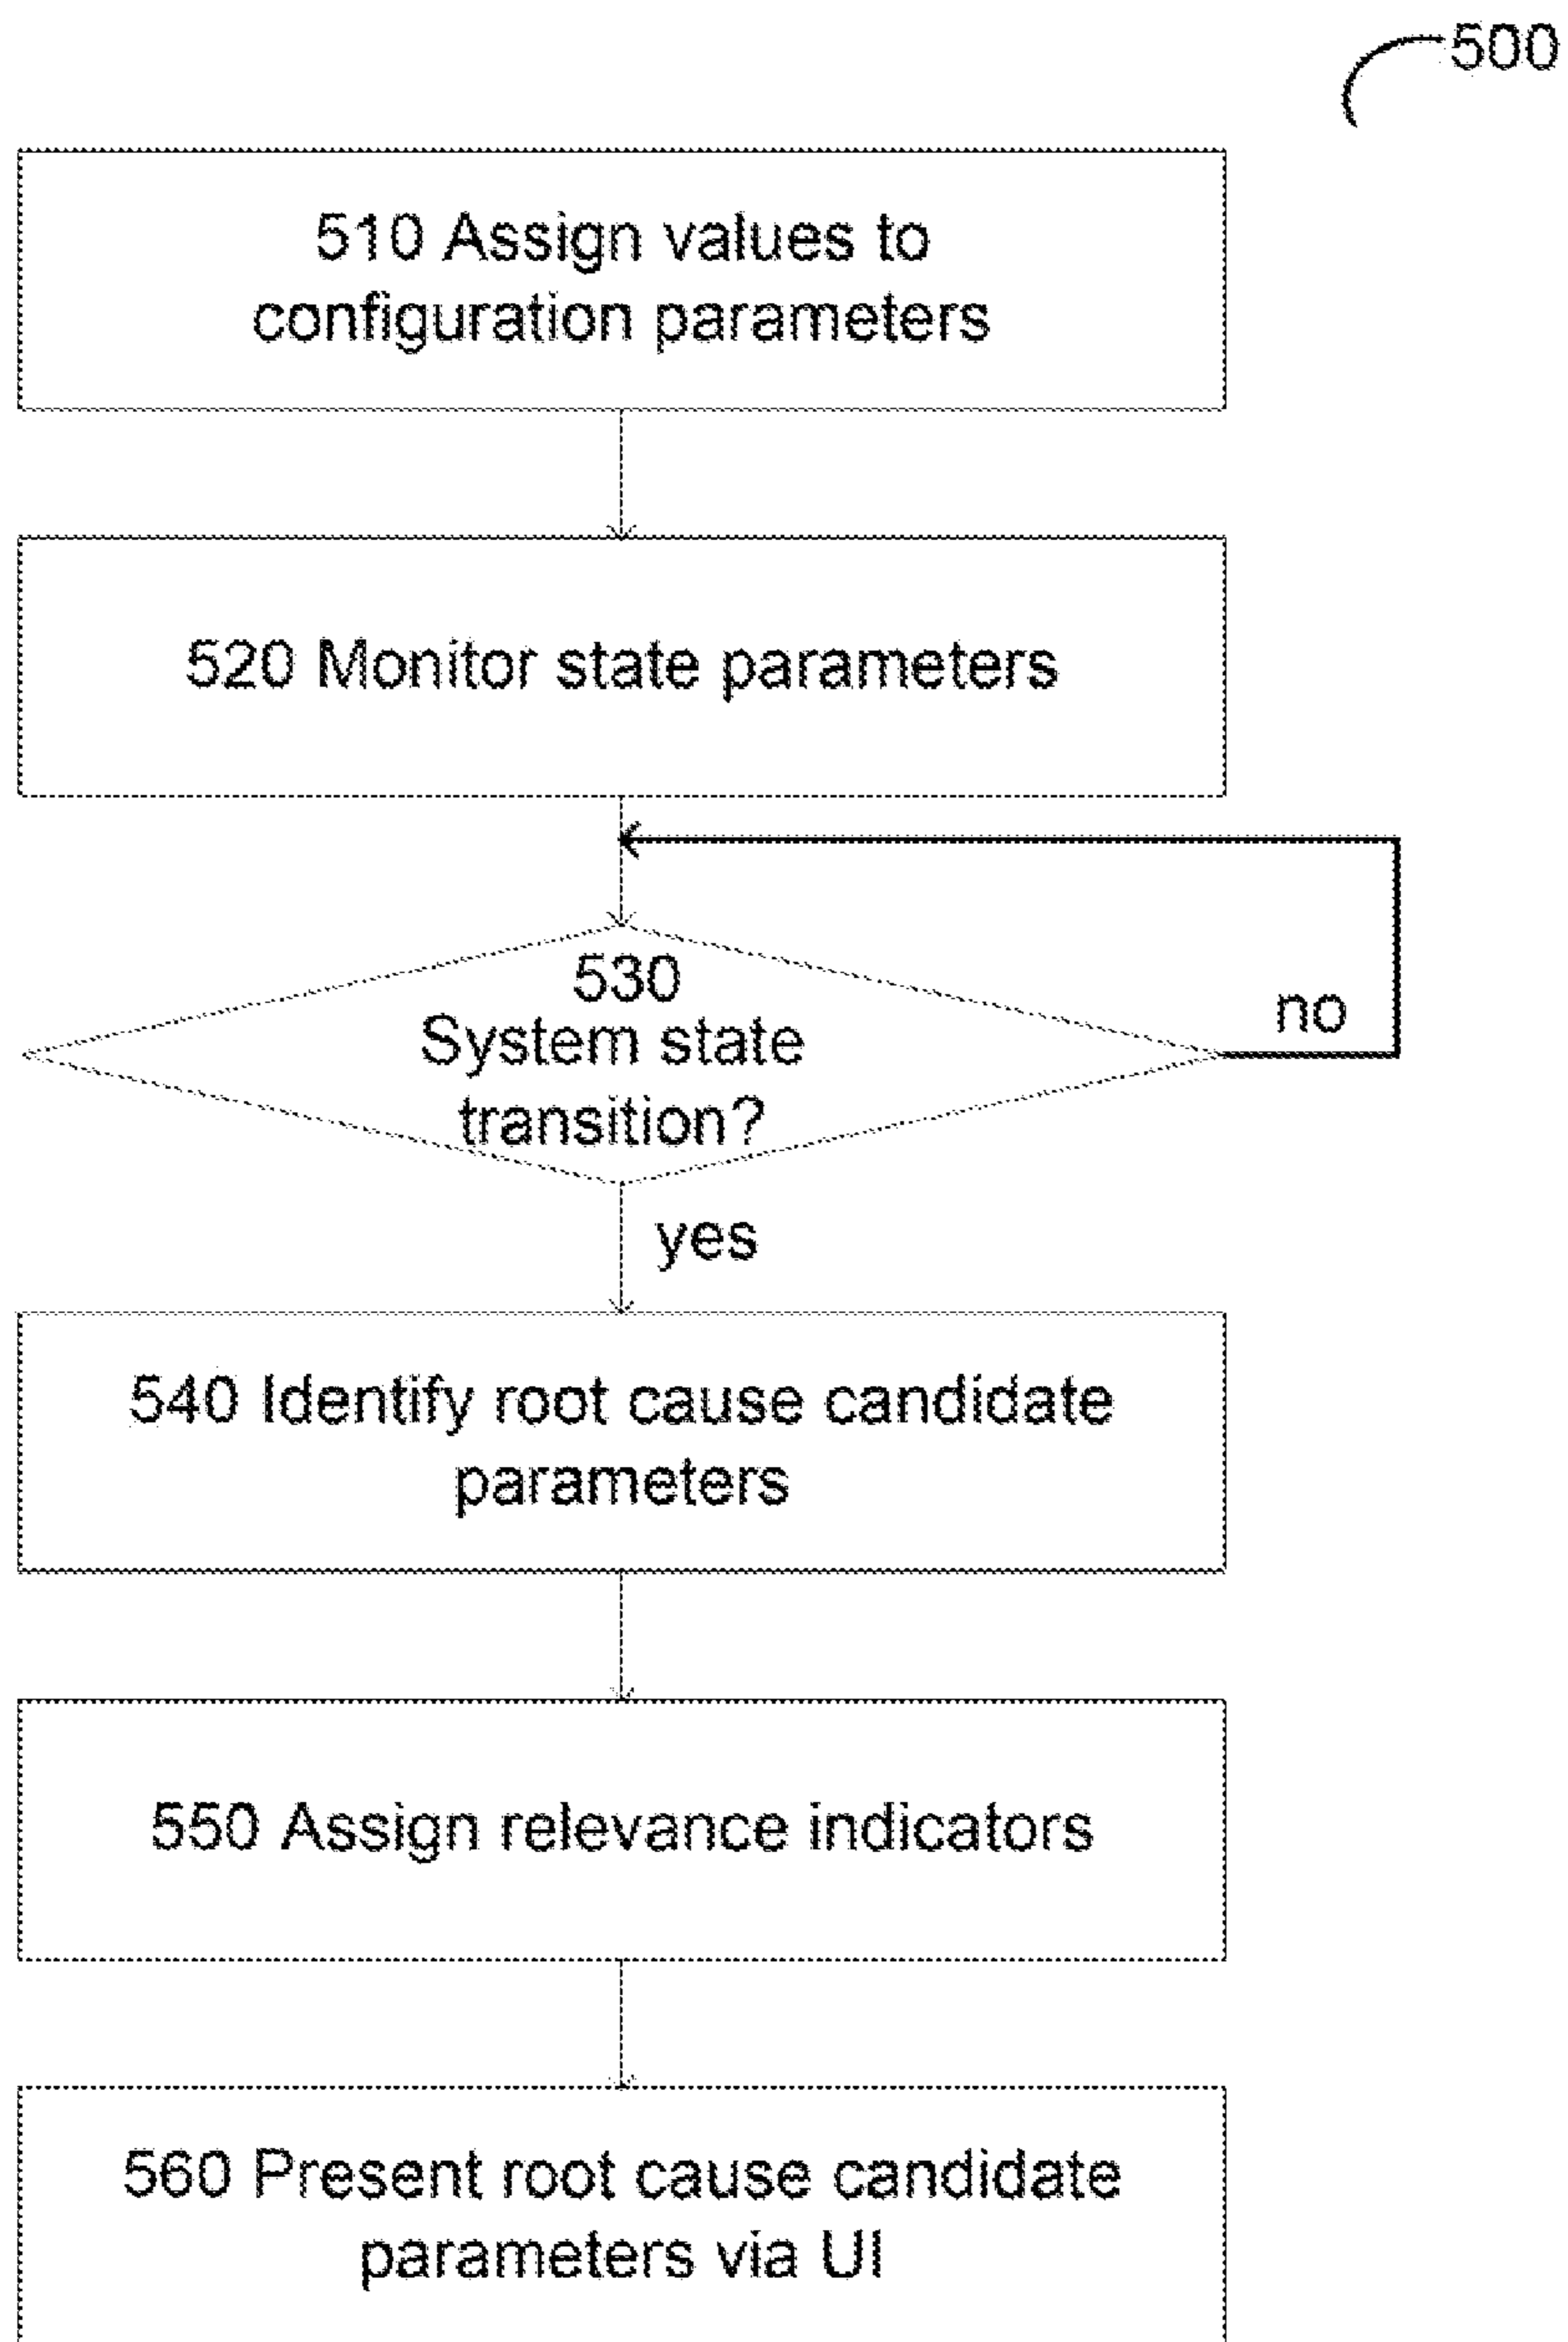 500
510 Assign values to
configuration parameters
520 Monitor state parameters
530
System state
transition?
no
yes
540 Identify root cause candidate
parameters
550 Assign relevance indicators
560 Present root cause candidate
parameters via UI